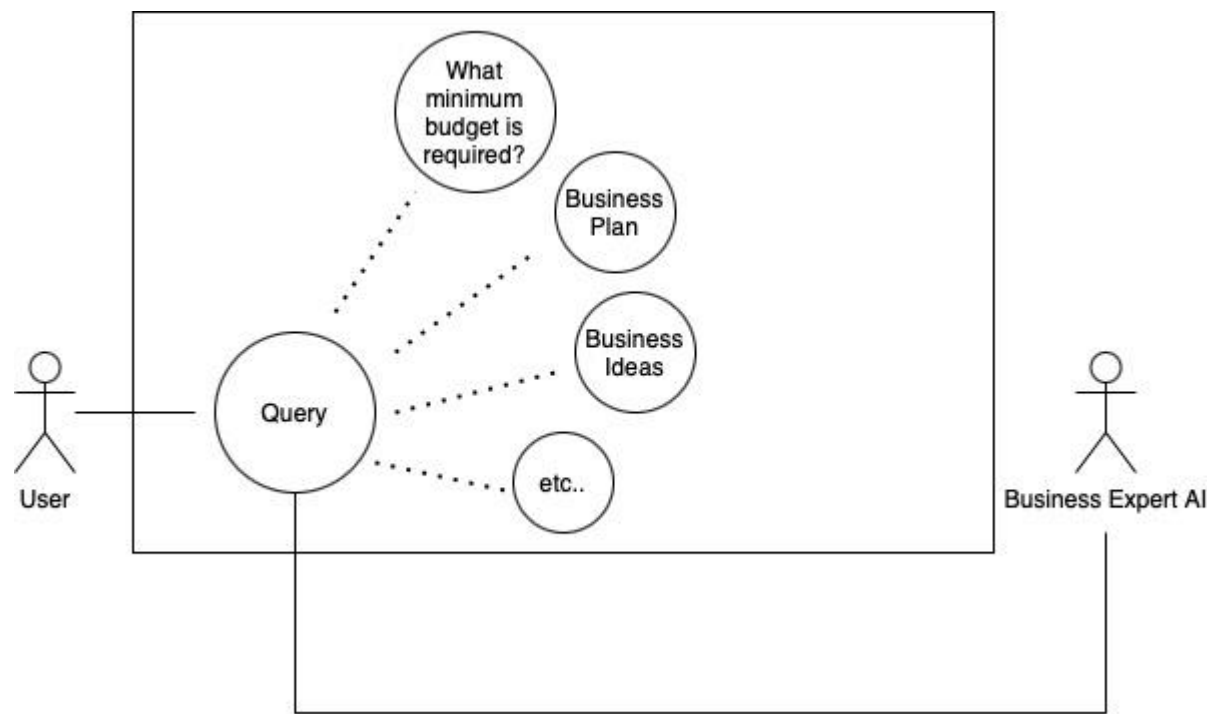 What
minimum
budget is
required?
Business
Plan
Business
Ideas
Query
etc..
User
Business Expert AI